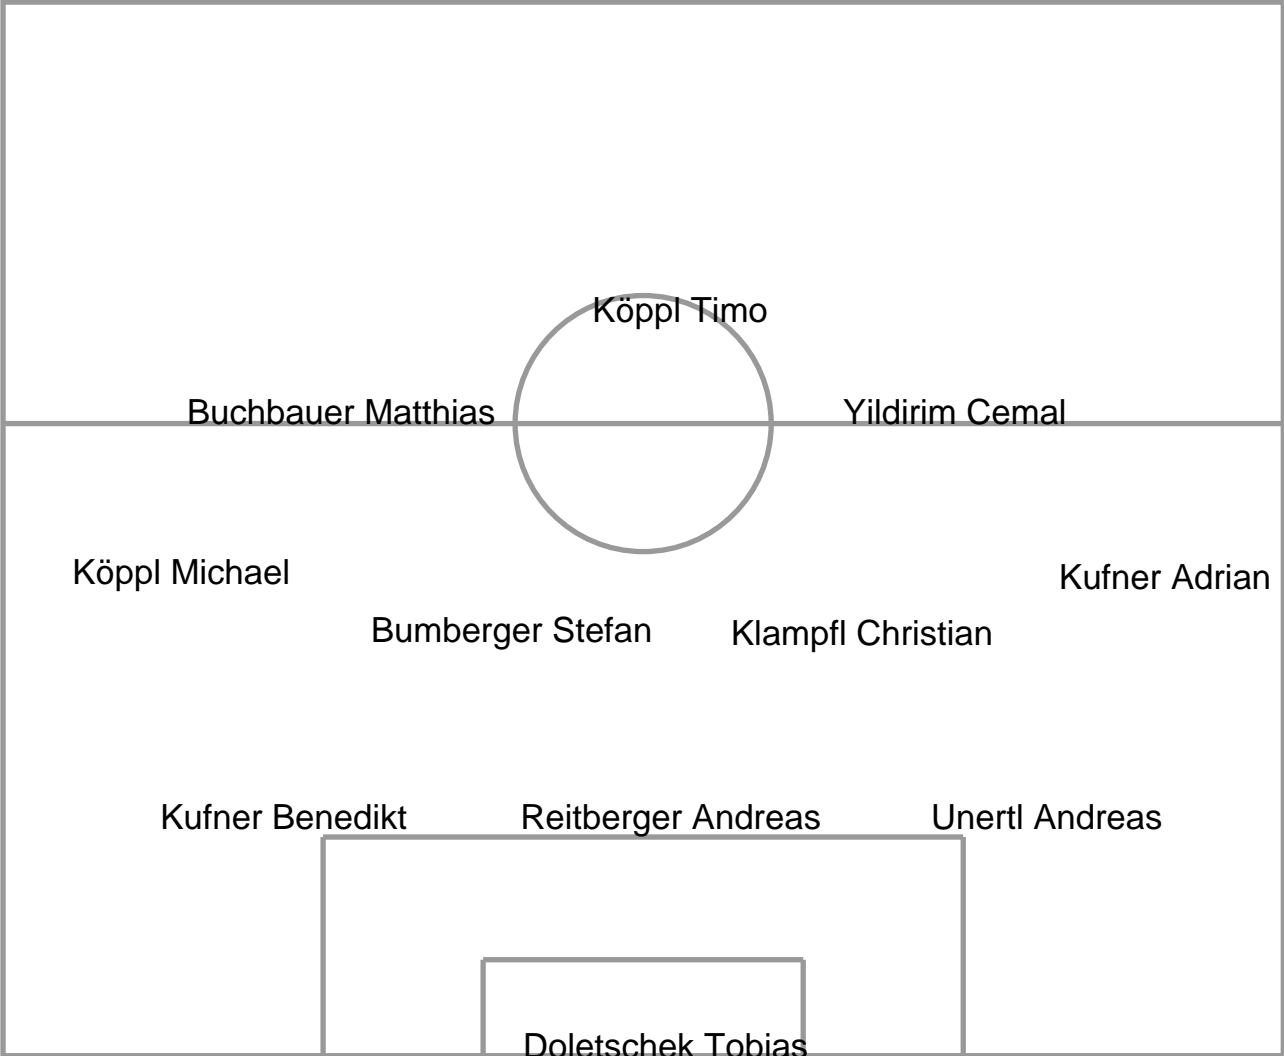 Köppl Timo
Buchbauer Matthias
Yildirim Cemal
Köppl Michael
Kufner Adrian
Bumberger Stefan
Klampfl Christian
Kufner Benedikt
Reitberger Andreas
Unertl Andreas
Doletschek Tobias